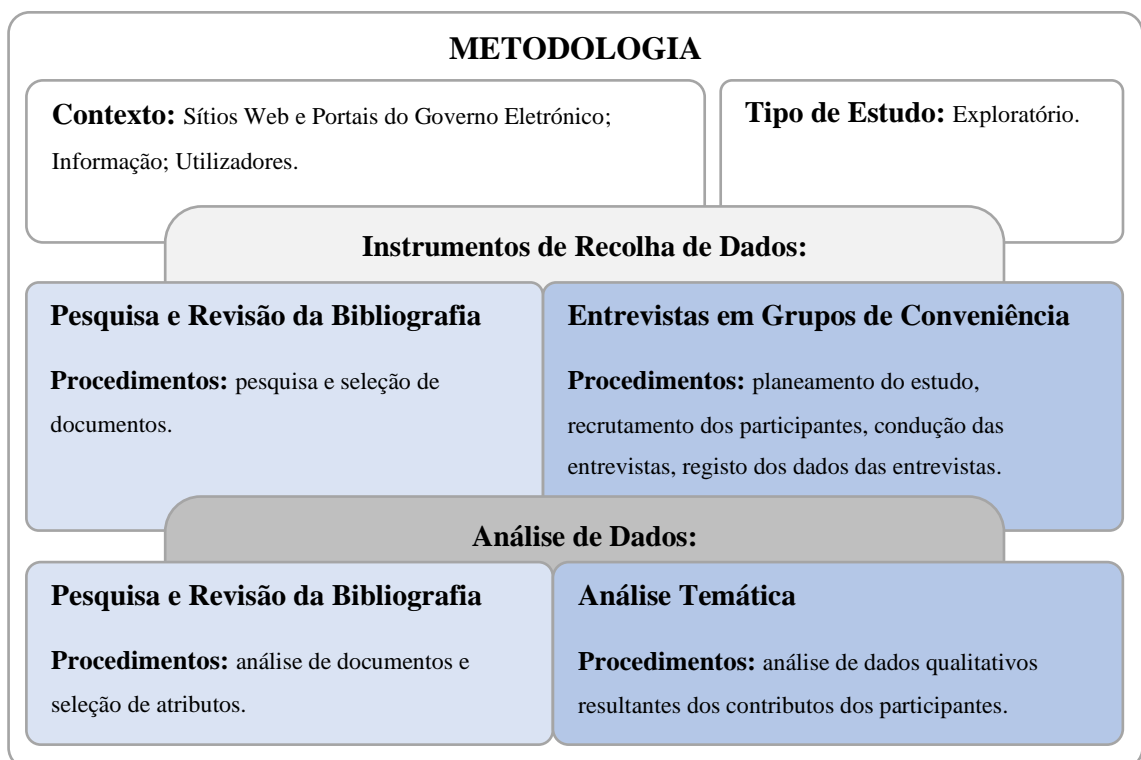 METODOLOGIA
Contexto: Sítios Web e Portais do Governo Eletrónico;
Informação; Utilizadores.
Tipo de Estudo: Exploratório.
Instrumentos de Recolha de Dados:
Pesquisa e Revisão da Bibliografia
Procedimentos: pesquisa e seleção de
documentos.
Entrevistas em Grupos de Conveniência
Procedimentos: planeamento do estudo,
recrutamento dos participantes, condução das
entrevistas, registo dos dados das entrevistas.
Análise de Dados:
Pesquisa e Revisão da Bibliografia
Procedimentos: análise de documentos e
seleção de atributos.
Análise Temática
Procedimentos: análise de dados qualitativos
resultantes dos contributos dos participantes.